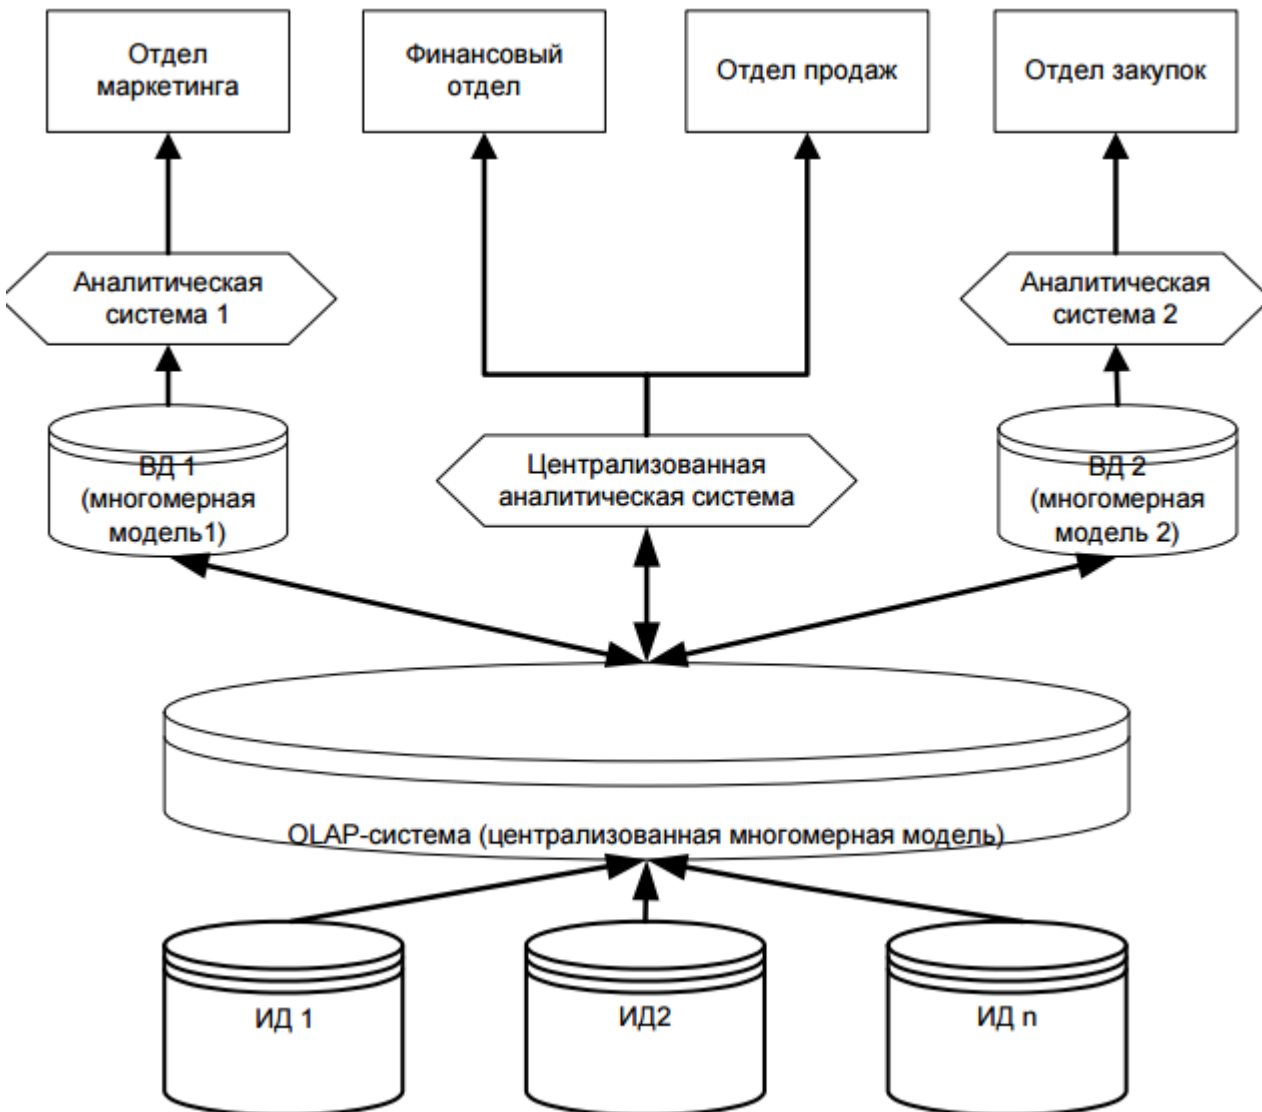 Отдел
маркетинга
Финансовый
отдел
Отдел продаж
Отдел закупок
Аналитическая
система 1
Аналитическая
система 2
ВД 1
(многомерная
модель1)
Централизованная
аналитическая система
ВД 2
(многомерная
модель 2)
OLAP-система (централизованная многомерная модель)
ИД 1
ИД2
ИД n